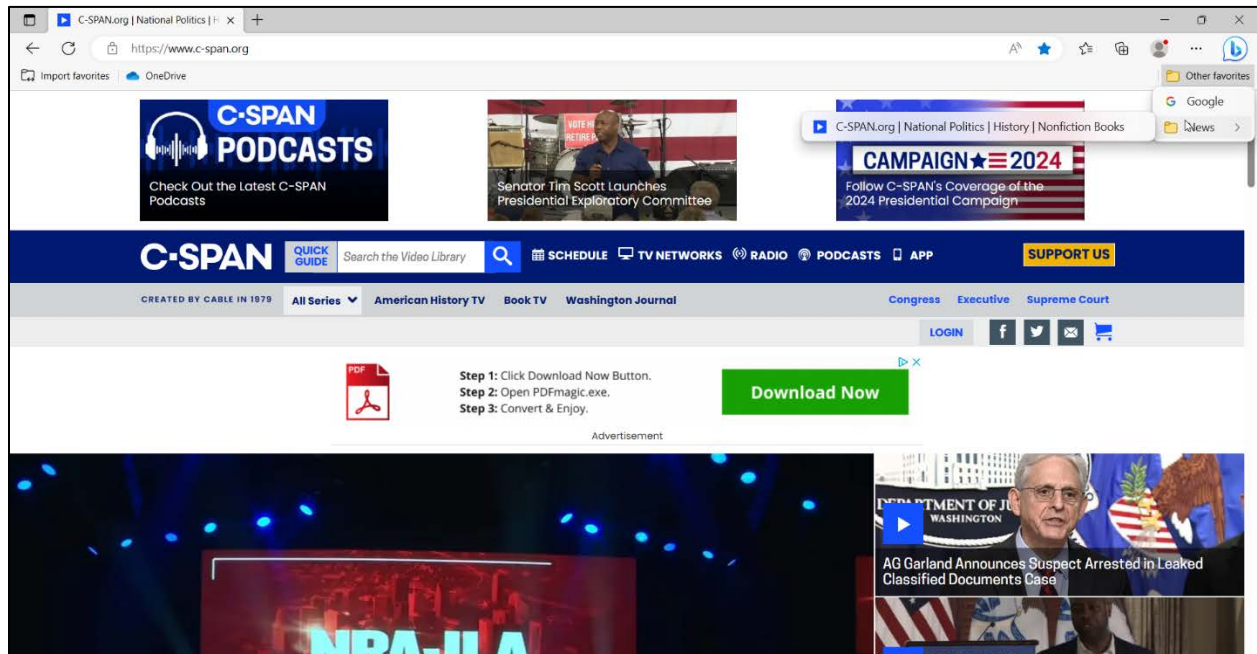 C-SPAN.org | National Politics | H
https://www.c-span.org
Import favorites
OneDrive
Other favorites
Google
News
C-SPAN.org | National Politics | History | Nonfiction Books
C-SPAN
PODCASTS
Check Out the Latest C-SPAN
Podcasts
VOTE
RETIRE
Senator Tim Scott Launches
Presidential Exploratory Committee
CAMPAIGN 2024
Follow C-SPAN's Coverage of the
2024 Presidential Campaign
C-SPAN
QUICK
GUIDE
Search the Video Library
SCHEDULE
TV NETWORKS
RADIO
PODCASTS
APP
SUPPORT US
CREATED BY CABLE IN 1979
All Series
American History TV
Book TV
Washington Journal
Congress
Executive
Supreme Court
LOGIN
PDF
Step 1: Click Download Now Button.
Step 2: Open PDFmagic.exe.
Step 3: Convert & Enjoy.
Download Now
Advertisement
NRA-ILA
WASHINGTON
AG Garland Announces Suspect Arrested in Leaked
Classified Documents Case